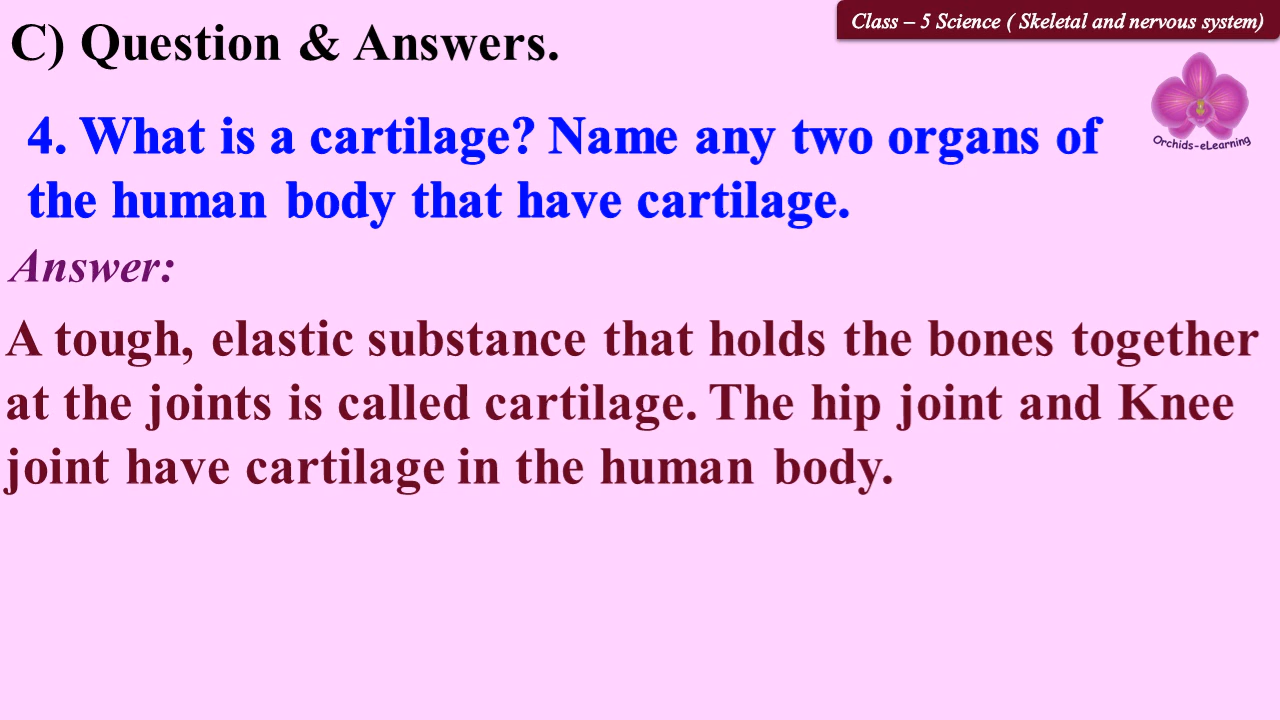 Class – 5 Science ( Skeletal and nervous system)
C) Question & Answers.
Orchids-eLearning
4. What is a cartilage? Name any two organs of
the human body that have cartilage.
Answer:
A tough, elastic substance that holds the bones together
at the joints is called cartilage. The hip joint and Knee
joint have cartilage in the human body.